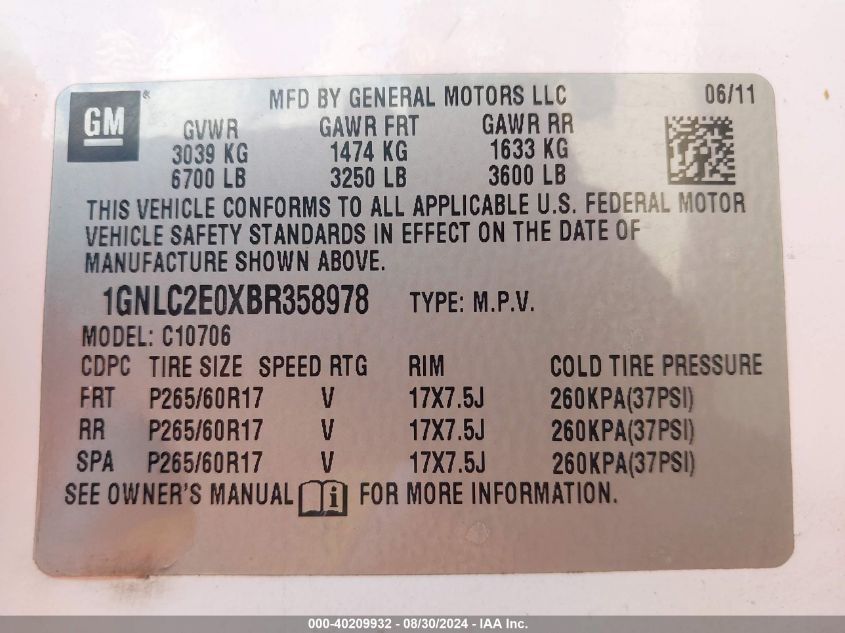 GM
MFD BY GENERAL MOTORS LLC 06/11
GVWR GAWR FRT GAWR RR
3039 KG 1474 KG 1633 KG
6700 LB 3250 LB 3600 LB
THIS VEHICLE CONFORMS TO ALL APPLICABLE U.S. FEDERAL MOTOR
VEHICLE SAFETY STANDARDS IN EFFECT ON THE DATE OF
MANUFACTURE SHOWN ABOVE.
1GNLC2E0XBR358978 TYPE: M.P.V.
MODEL: C10706
CDPC TIRE SIZE SPEED RTG RIM COLD TIRE PRESSURE
FRT P265/60R17 V 17X7.5J 260KPA(37PSI)
RR P265/60R17 V 17X7.5J 260KPA(37PSI)
SPA P265/60R17 V 17X7.5J 260KPA(37PSI)
SEE OWNER'S MANUAL i FOR MORE INFORMATION.
000-40209932 - 08/30/2024 - IAA Inc.